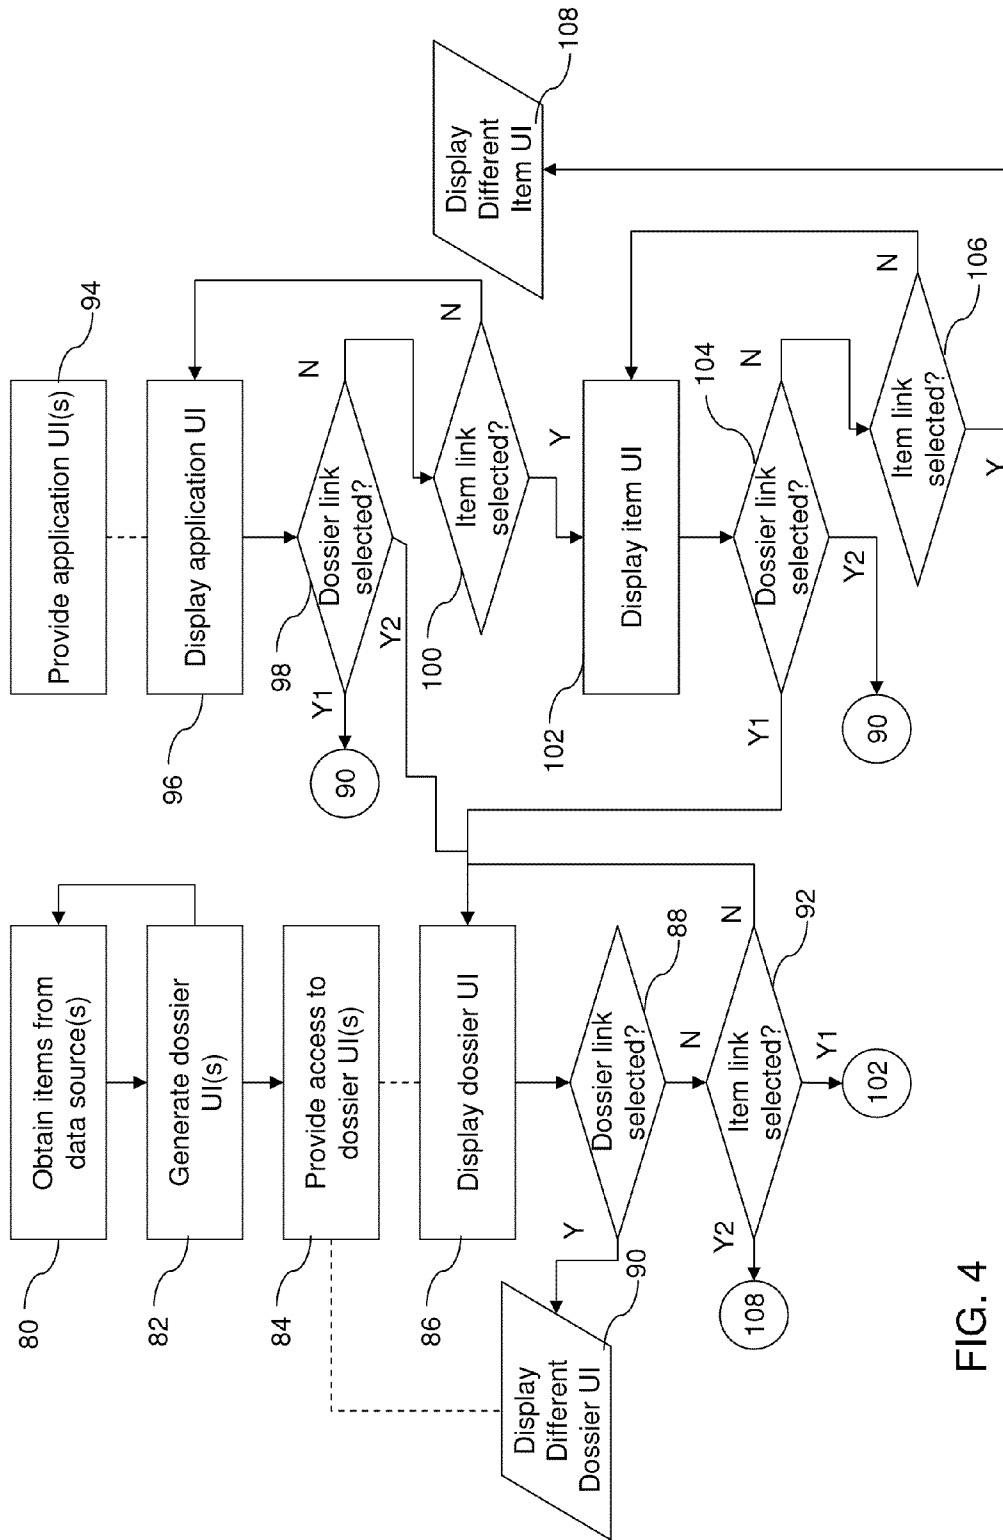 80
Obtain items from
data source(s)
82
Generate dossier
UI(s)
84
Provide access to
dossier UI(s)
86
Display dossier UI
Dossier link
selected?
88
Y
N
Display
Different
Dossier UI
90
Item link
selected?
92
N
Y2
Y1
108
102
Provide application UI(s)
94
Display application UI
96
98
Dossier link
selected?
N
Y1
Y2
90
100
Item link
selected?
N
Y
102
Display item UI
104
Dossier link
selected?
N
Y1
Y2
90
Item link
selected?
N
106
Y
Display
Different
Item UI
108
FIG. 4